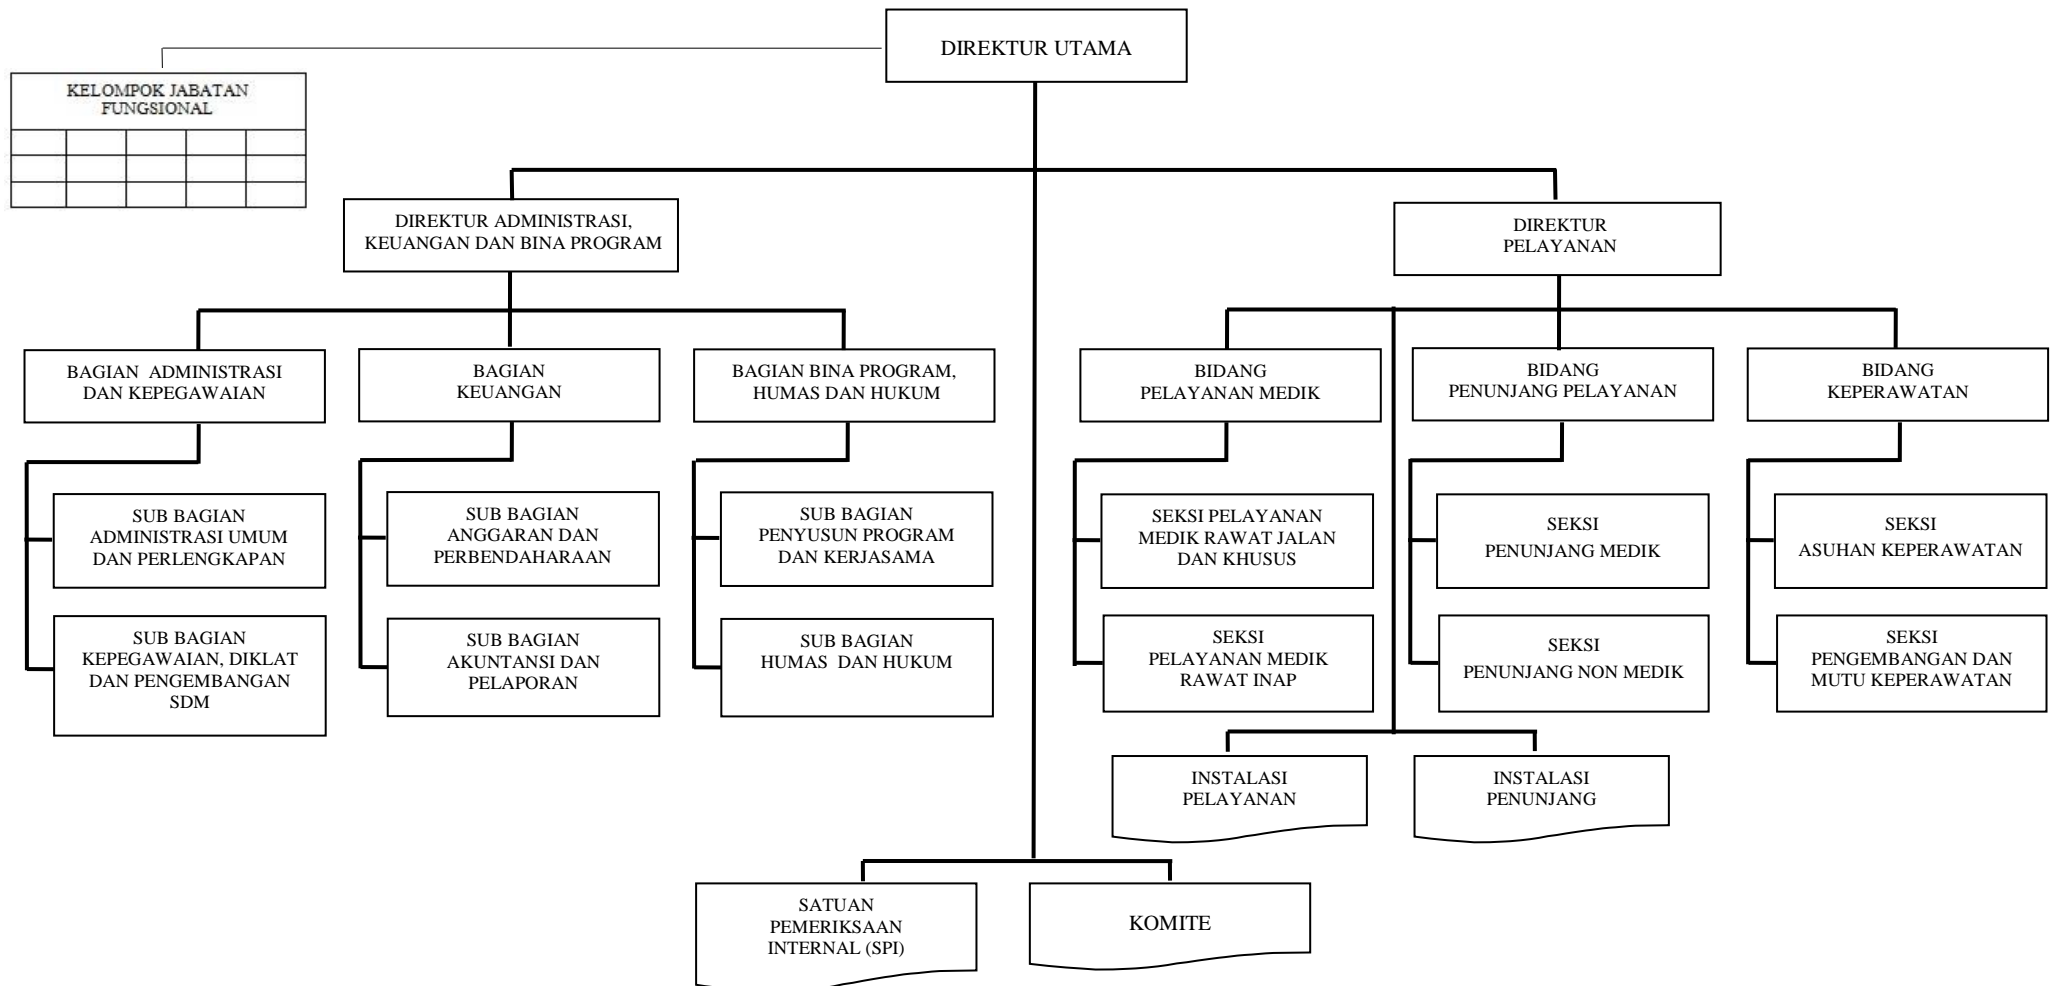 DIREKTUR UTAMA
KELOMPOK JABATAN
FUNGSIONAL
DIREKTUR ADMINISTRASI,
KEUANGAN DAN BINA PROGRAM
DIREKTUR
PELAYANAN
BAGIAN ADMINISTRASI
DAN KEPEGAWAIAN
BAGIAN
KEUANGAN
BAGIAN BINA PROGRAM,
HUMAS DAN HUKUM
BIDANG
PELAYANAN MEDIK
BIDANG
PENUNJANG PELAYANAN
BIDANG
KEPERAWATAN
SUB BAGIAN
ADMINISTRASI UMUM
DAN PERLENGKAPAN
SUB BAGIAN
ANGGARAN DAN
PERBENDAHARAAN
SUB BAGIAN
PENYUSUN PROGRAM
DAN KERJASAMA
SEKSI PELAYANAN
MEDIK RAWAT JALAN
DAN KHUSUS
SEKSI
PENUNJANG MEDIK
SEKSI
ASUHAN KEPERAWATAN
SUB BAGIAN
KEPEGAWAIAN, DIKLAT
DAN PENGEMBANGAN
SDM
SUB BAGIAN
AKUNTANSI DAN
PELAPORAN
SUB BAGIAN
HUMAS DAN HUKUM
SEKSI
PELAYANAN MEDIK
RAWAT INAP
SEKSI
PENUNJANG NON MEDIK
SEKSI
PENGEMBANGAN DAN
MUTU KEPERAWATAN
INSTALASI
PELAYANAN
INSTALASI
PENUNJANG
SATUAN
PEMERIKSAAN
INTERNAL (SPI)
KOMITE